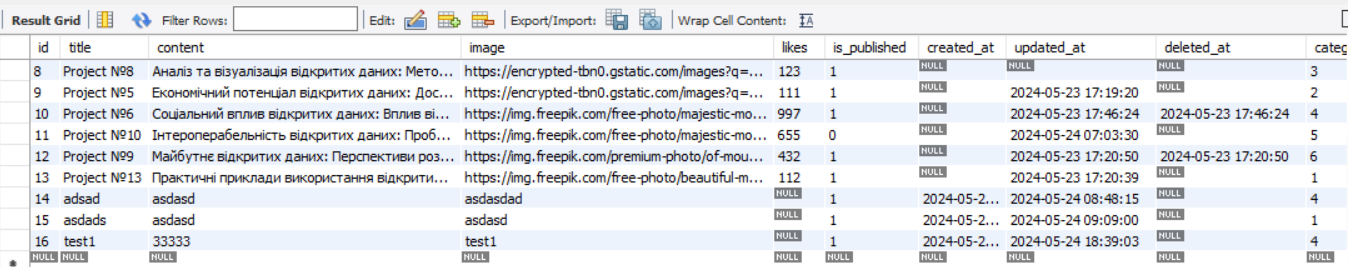 Result Grid Filter Rows: Edit: Export/Import: Wrap Cell Content: IA
id title content image likes is_published created_at updated_at deleted_at categ
8 Project №8 Аналіз та візуалізація відкритих даних: Мето... https://encrypted-tbn0.gstatic.com/images?q=... 123 1 NULL NULL NULL 3
9 Project №5 Економічний потенціал відкритих даних: Дос... https://encrypted-tbn0.gstatic.com/images?q=... 111 1 NULL 2024-05-23 17:19:20 NULL 2
10 Project №6 Соціальний вплив відкритих даних: Вплив ві... https://img.freepik.com/free-photo/majestic-mo... 997 1 NULL 2024-05-23 17:46:24 2024-05-23 17:46:24 4
11 Project №10 Інтероперабельність відкритих даних: Проб... https://img.freepik.com/free-photo/majestic-mo... 655 0 NULL 2024-05-24 07:03:30 NULL 5
12 Project №9 Майбутнє відкритих даних: Перспективи роз... https://img.freepik.com/premium-photo/of-mou... 432 1 NULL 2024-05-23 17:20:50 2024-05-23 17:20:50 6
13 Project №13 Практичні приклади використання відкрити... https://img.freepik.com/free-photo/beautiful-m... 112 1 NULL 2024-05-23 17:20:39 NULL 1
14 adsad asdasd asdasdad NULL 1 2024-05-2... 2024-05-24 08:48:15 NULL 4
15 asdads asdasd asdasd NULL 1 2024-05-2... 2024-05-24 09:09:00 NULL 1
16 test1 33333 test1 NULL 1 2024-05-2... 2024-05-24 18:39:03 NULL 4
NULL NULL NULL NULL NULL NULL NULL NULL NULL NULL